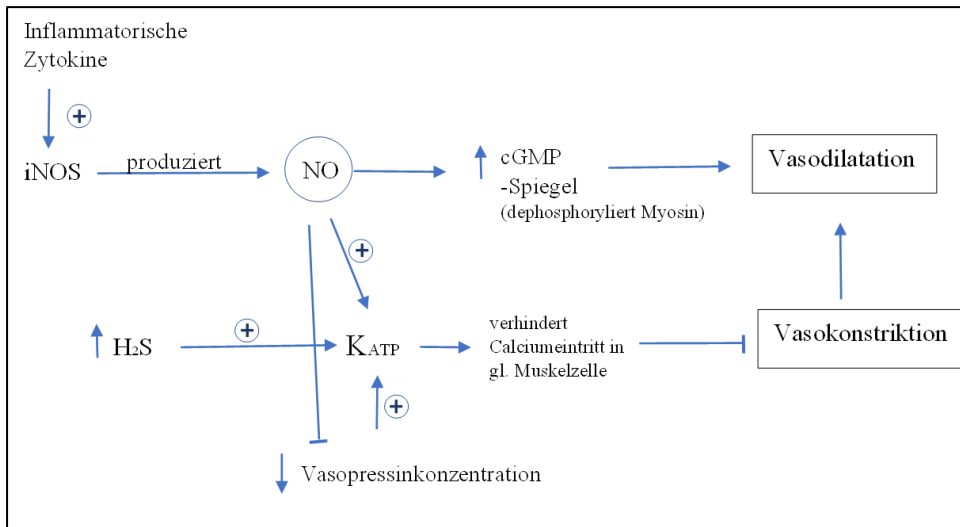 Inflammatorische
Zytokine
+
iNOS
produziert
NO
cGMP
-Spiegel
(dephosphoryliert Myosin)
Vasodilatation
+
H₂S
+
KATP
verhindert
Calciumeintritt in
gl. Muskelzelle
Vasokonstriktion
+
Vasopressinkonzentration